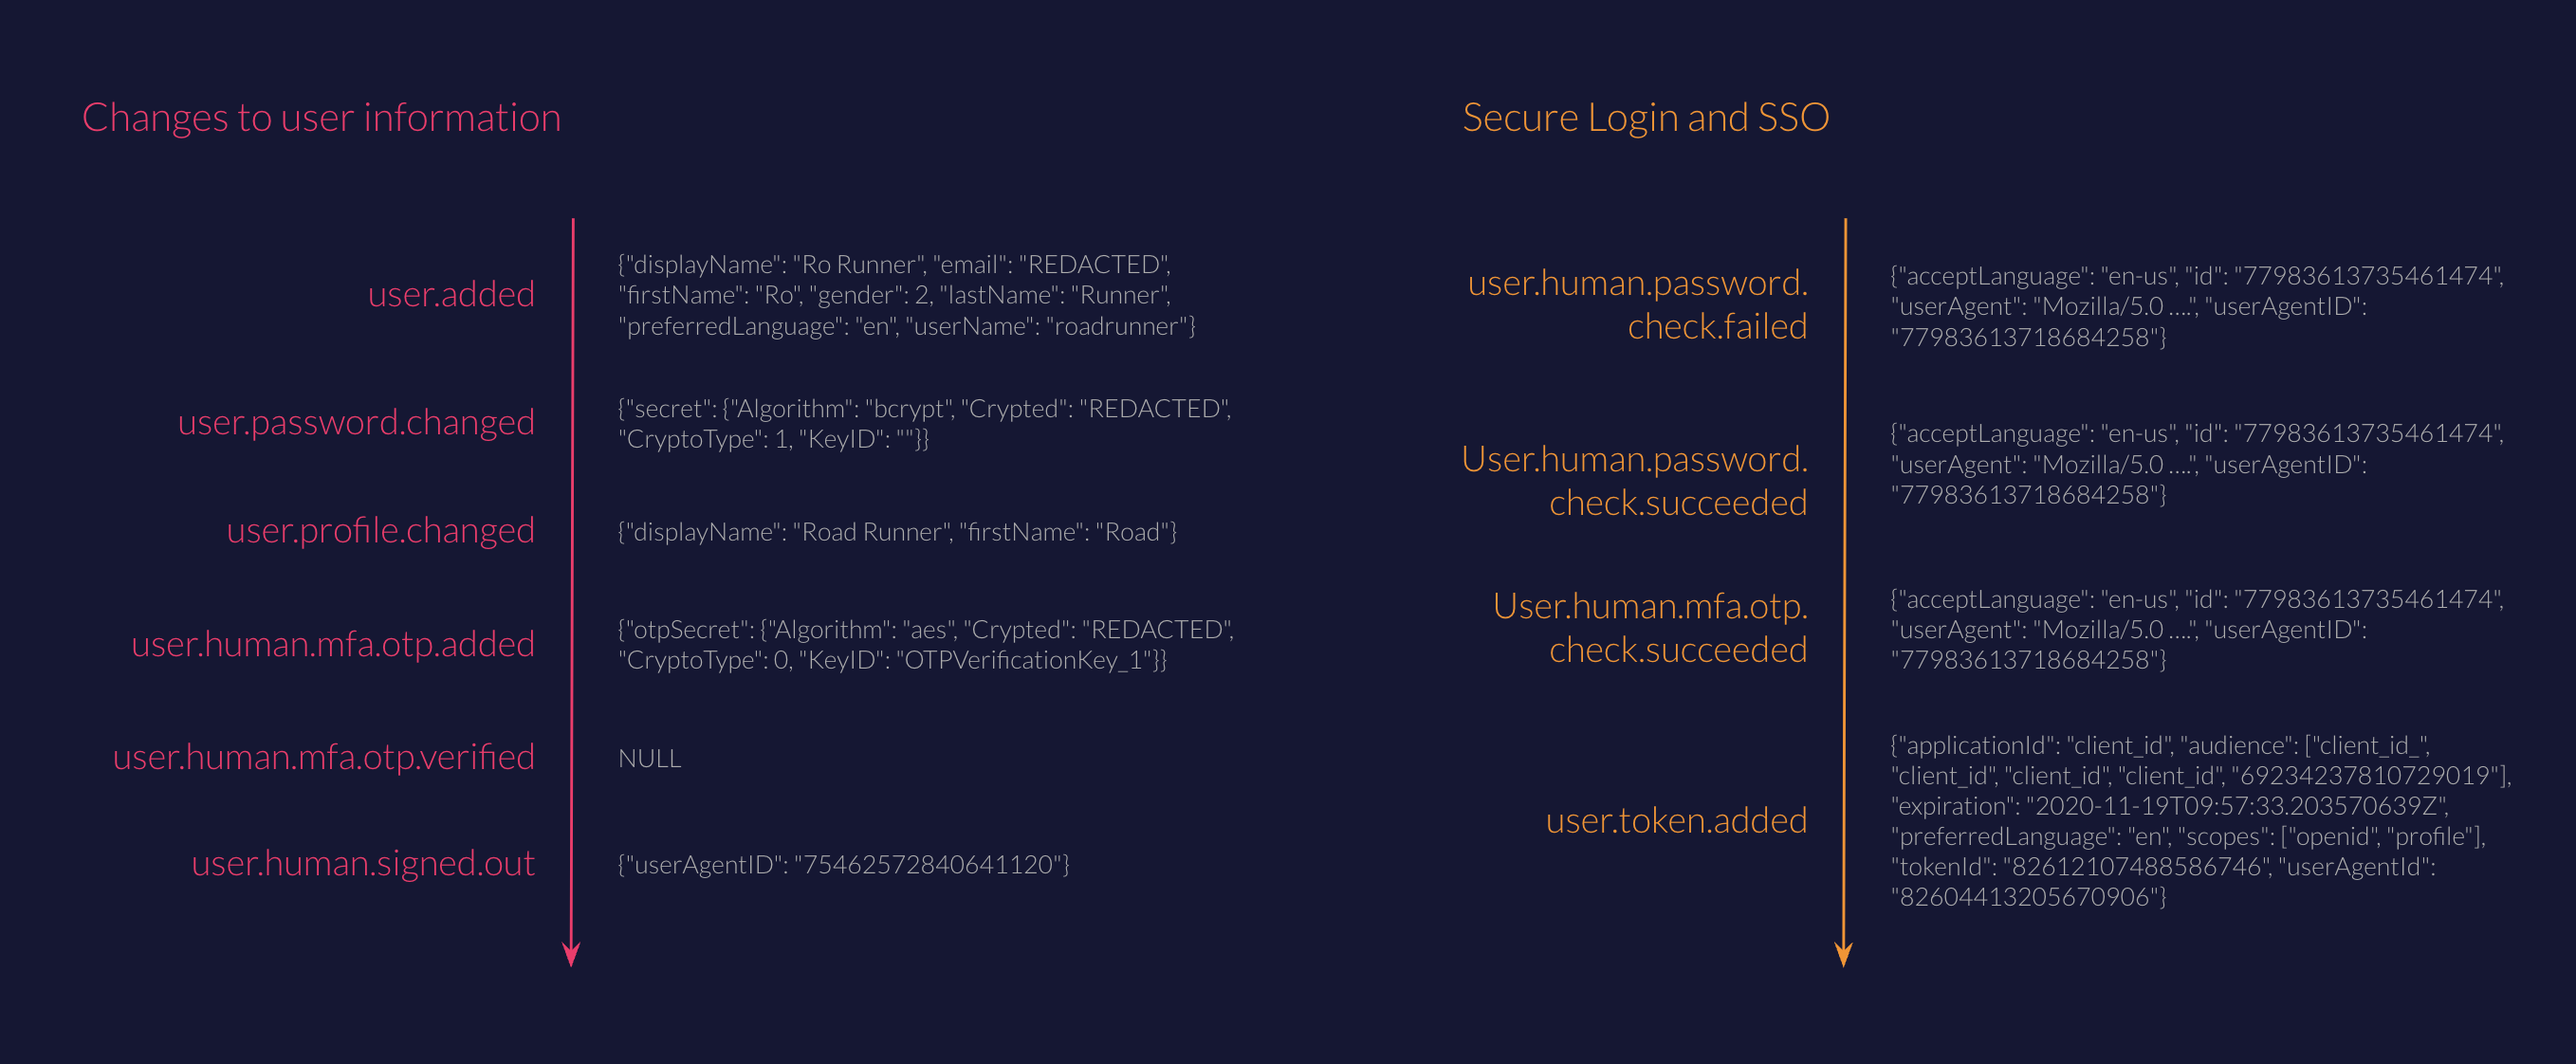 Changes to user information
user.added
{"displayName": "Ro Runner", "email": "REDACTED",
"firstName": "Ro", "gender": 2, "lastName": "Runner",
"preferredLanguage": "en", "userName": "roadrunner"}
user.password.changed
{"secret": {"Algorithm": "bcrypt", "Crypted": "REDACTED",
"CryptoType": 1, "KeyID": ""}}
user.profile.changed
{"displayName": "Road Runner", "firstName": "Road"}
user.human.mfa.otp.added
{"otpSecret": {"Algorithm": "aes", "Crypted": "REDACTED",
"CryptoType": 0, "KeyID": "OTPVerificationKey_1"}}
user.human.mfa.otp.verified
NULL
user.human.signed.out
{"userAgentID": "75462572840641120"}
Secure Login and SSO
user.human.password.
check.failed
{"acceptLanguage": "en-us", "id": "77983613735461474",
"userAgent": "Mozilla/5.0 ....", "userAgentID":
"77983613718684258"}
User.human.password.
check.succeeded
{"acceptLanguage": "en-us", "id": "77983613735461474",
"userAgent": "Mozilla/5.0 ....", "userAgentID":
"77983613718684258"}
User.human.mfa.otp.
check.succeeded
{"acceptLanguage": "en-us", "id": "77983613735461474",
"userAgent": "Mozilla/5.0 ....", "userAgentID":
"77983613718684258"}
user.token.added
{"applicationId": "client_id", "audience": ["client_id_",
"client_id", "client_id", "client_id", "69234237810729019"],
"expiration": "2020-11-19T09:57:33.203570639Z",
"preferredLanguage": "en", "scopes": ["openid", "profile"],
"tokenId": "82612107488586746", "userAgentId":
"82604413205670906"}